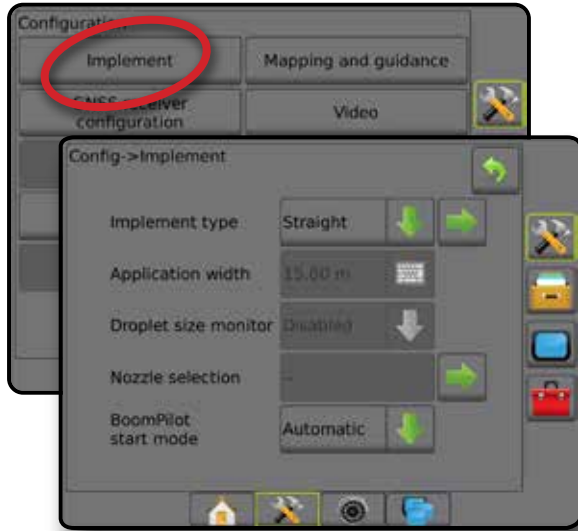 Configuration
Implement
Mapping and guidance
GNSS receiver
configuration
Video
Config->Implement
Implement type
Straight
Application width
15.60 m
Droplet size monitor
Disabled
Nozzle selection
--
BoomPilot
start mode
Automatic